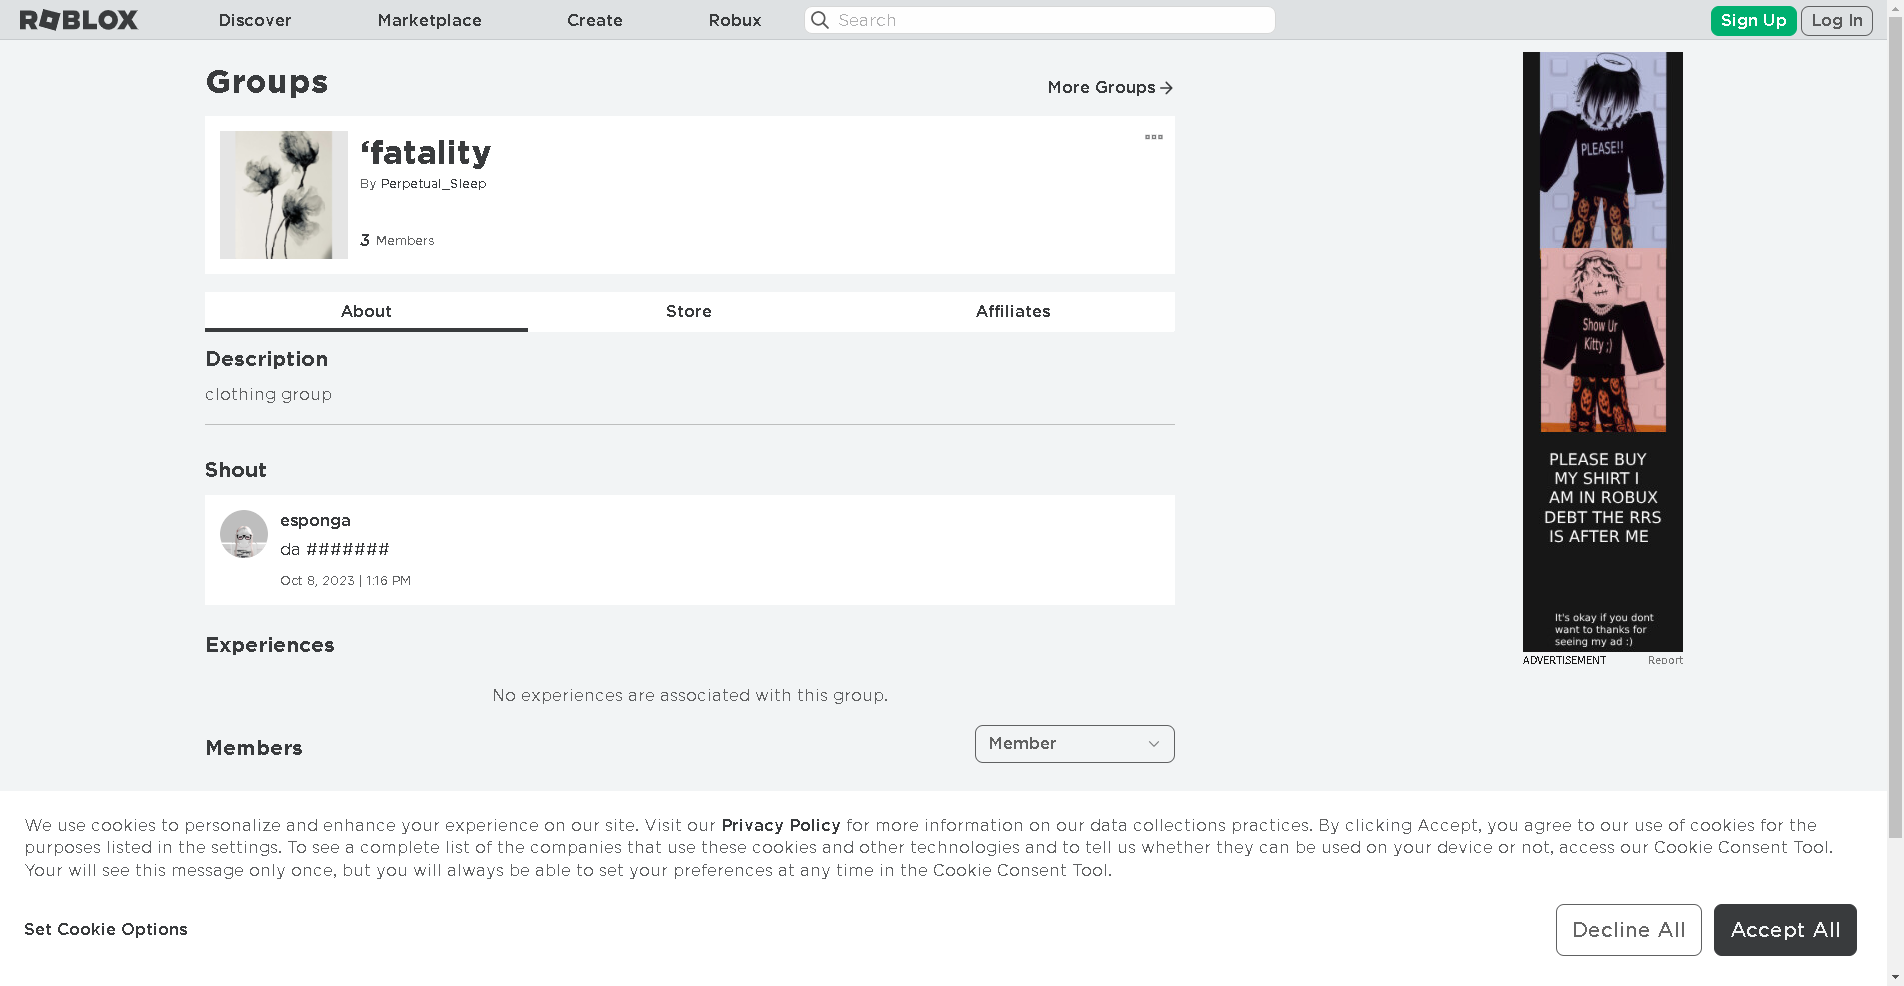 ROBLOX
Discover
Marketplace
Create
Robux
Search
Sign Up
Log In
Groups
More Groups
‘fatality
By Perpetual_Sleep
3 Members
About
Store
Affiliates
Description
clothing group
Shout
esponga
da #######
Oct 8, 2023 | 1:16 PM
Experiences
No experiences are associated with this group.
Members
Member
PLEASE!!
Show Ur
Kitty ;)
PLEASE BUY
MY SHIRT I
AM IN ROBUX
DEBT THE RRS
IS AFTER ME
It's okay if you dont
want to thanks for
seeing my ad :)
ADVERTISEMENT
Report
We use cookies to personalize and enhance your experience on our site. Visit our Privacy Policy for more information on our data collections practices. By clicking Accept, you agree to our use of cookies for the
purposes listed in the settings. To see a complete list of the companies that use these cookies and other technologies and to tell us whether they can be used on your device or not, access our Cookie Consent Tool.
Your will see this message only once, but you will always be able to set your preferences at any time in the Cookie Consent Tool.
Set Cookie Options
Decline All
Accept All